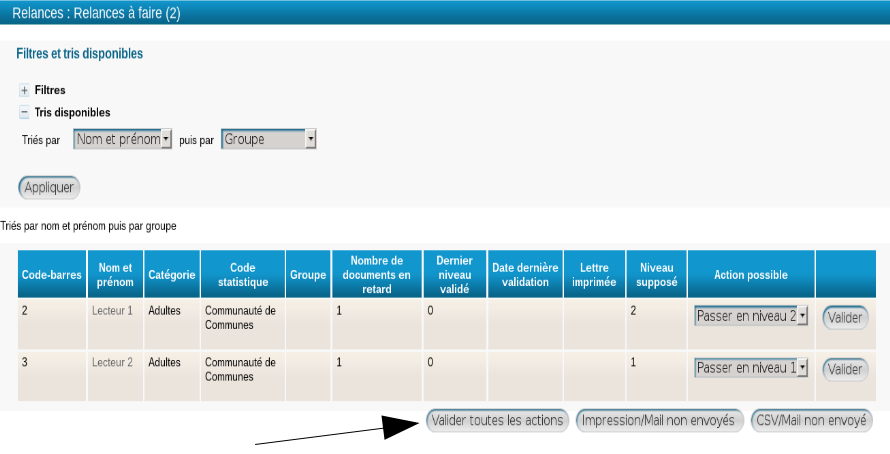 Relances : Relances à faire (2)
Filtres et tris disponibles
Filtres
Tris disponibles
Triés par Nom et prénom puis par Groupe
Appliquer
Triés par nom et prénom puis par groupe
Code-barres Nom et prénom Catégorie Code statistique Groupe Nombre de documents en retard Dernier niveau validé Date dernière validation Lettre imprimée Niveau supposé Action possible
2 Lecteur 1 Adultes Communauté de Communes 1 0 2 Passer en niveau 2 Valider
3 Lecteur 2 Adultes Communauté de Communes 1 0 1 Passer en niveau 1 Valider
Valider toutes les actions Impression/Mail non envoyés CSV/Mail non envoyé